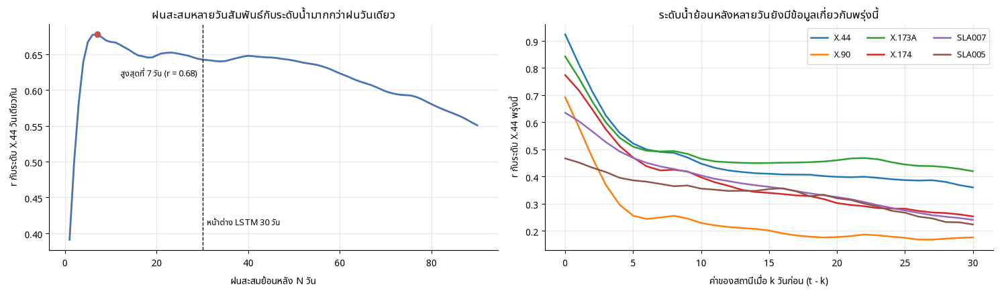 ฝนสะสมหลายวันสัมพันธ์กับระดับน้ำมากกว่าฝนวันเดียว
r กับระดับ X.44 วันเดียวกัน
0.65
0.60
0.55
0.50
0.45
0.40
สูงสุดที่ 7 วัน (r = 0.68)
หน้าต่าง LSTM 30 วัน
0 20 40 60 80
ฝนสะสมย้อนหลัง N วัน
ระดับน้ำย้อนหลังหลายวันยังมีข้อมูลเกี่ยวกับพรุ่งนี้
X.44 X.173A SLA007
X.90 X.174 SLA005
r กับระดับ X.44 พรุ่งนี้
0.9
0.8
0.7
0.6
0.5
0.4
0.3
0.2
0 5 10 15 20 25 30
ค่าของสถานีเมื่อ k วันก่อน (t - k)